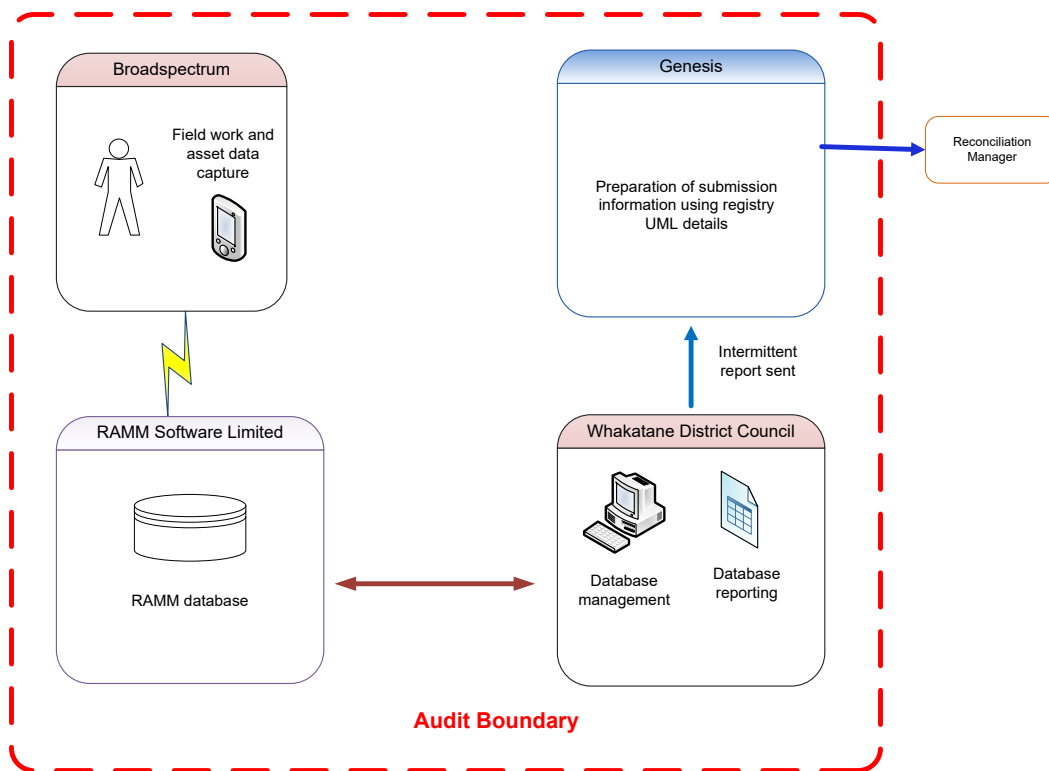 Broadspectrum
Field work and
asset data
capture
Genesis
Preparation of submission
information using registry
UML details
Reconciliation
Manager
Intermittent
report sent
RAMM Software Limited
RAMM database
Whakatane District Council
Database
management
Database
reporting
Audit Boundary